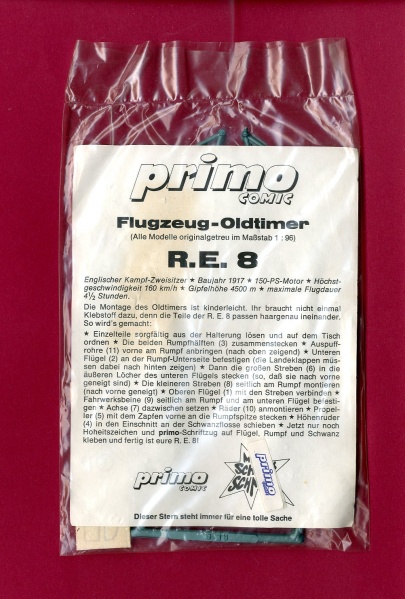 primo
COMIC
Flugzeug-Oldtimer
(Alle Modelle originalgetreu im Maßstab 1:96)
R.E. 8
Englischer Kampf-Zweisitzer ★ Baujahr 1917 ★ 150-PS-Motor ★ Höchst-
geschwindigkeit 160 km/h ★ Gipfelhöhe 4500 m ★ maximale Flugdauer
4½ Stunden.
Die Montage des Oldtimers ist kinderleicht. Ihr braucht nicht einmal
Klebstoff dazu, denn die Teile der R. E. 8 passen haargenau ineinander.
So wird's gemacht:
★ Einzelteile sorgfältig aus der Halterung lösen und auf dem Tisch
ordnen ★ Die beiden Rumpfhälften (3) zusammenstecken ★ Auspuff-
rohre (11) vorne am Rumpf anbringen (nach oben zeigend) ★ Unteren
Flügel (2) an der Rumpf-Unterseite befestigen (die Landeklappen müs-
sen dabei nach hinten zeigen) ★ Dann die großen Streben (6) in die
äußeren Löcher des unteren Flügels stecken (so, daß sie nach vorne
geneigt sind) ★ Die kleineren Streben (8) seitlich am Rumpf montieren
(nach vorne geneigt) ★ Oberen Flügel (1) mit den Streben verbinden ★
Fahrwerksbeine (9) seitlich am Rumpf und am unteren Flügel befesti-
gen ★ Achse (7) dazwischen setzen ★ Räder (10) anmontieren ★ Propel-
ler (5) mit dem Zapfen vorne an die Rumpfspitze stecken ★ Höhenruder
(4) in den Einschnitt an der Schwanzflosse schieben ★ Jetzt nur noch
Hoheitszeichen und primo-Schriftzug auf Flügel, Rumpf und Schwanz
kleben und fertig ist eure R. E. 8!
primo
COMIC
primo
Dieser Stern steht immer für eine tolle Sache